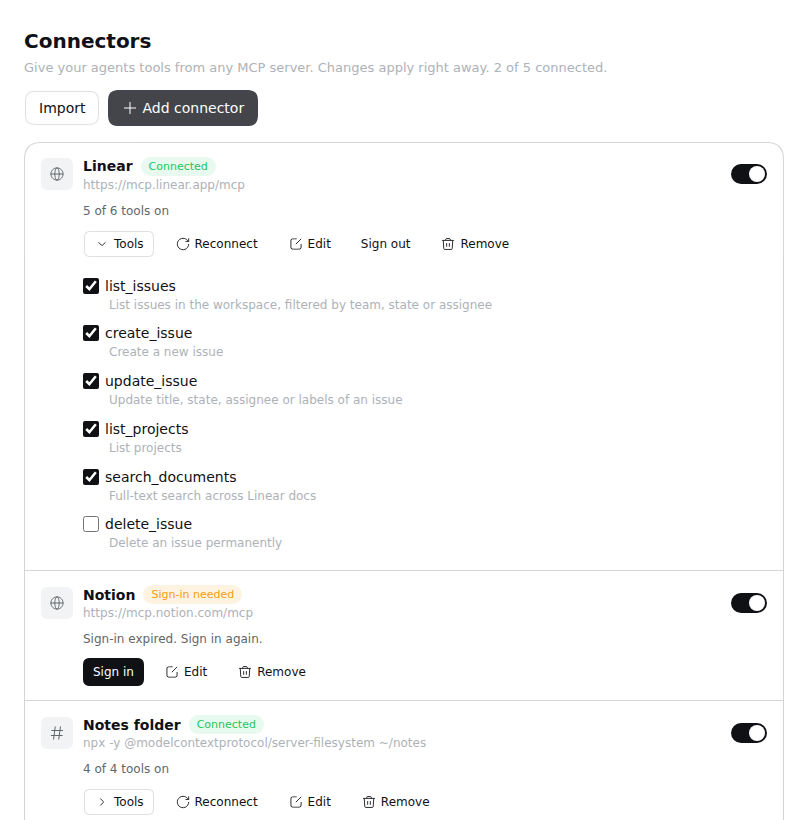 Connectors
Give your agents tools from any MCP server. Changes apply right away. 2 of 5 connected.
Import
Add connector
Linear Connected
https://mcp.linear.app/mcp
5 of 6 tools on
Tools Reconnect Edit Sign out Remove
list_issues
List issues in the workspace, filtered by team, state or assignee
create_issue
Create a new issue
update_issue
Update title, state, assignee or labels of an issue
list_projects
List projects
search_documents
Full-text search across Linear docs
delete_issue
Delete an issue permanently
Notion Sign-in needed
https://mcp.notion.com/mcp
Sign-in expired. Sign in again.
Sign in Edit Remove
Notes folder Connected
npx -y @modelcontextprotocol/server-filesystem ~/notes
4 of 4 tools on
Tools Reconnect Edit Remove